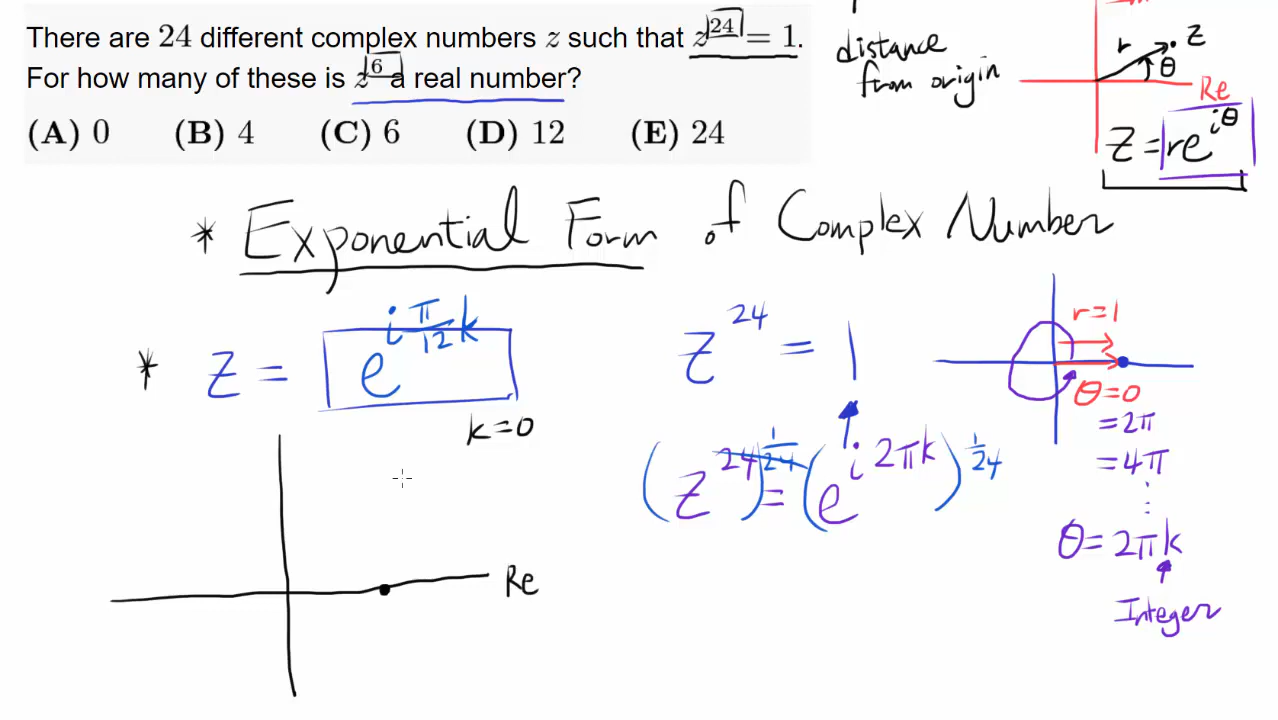 There are 24 different complex numbers z such that z^24 = 1.
For how many of these is z^6 a real number?
(A) 0 (B) 4 (C) 6 (D) 12 (E) 24
distance
from origin
r
z
θ
Re
z = re^iθ
* Exponential Form of Complex Number
* z = e^(i π/12 k)
k=0
Re
z^24 = 1
(z^24)^(1/24) = (e^(i 2πk))^(1/24)
r=1
θ=0
=2π
=4π
:
θ=2πk
Integer